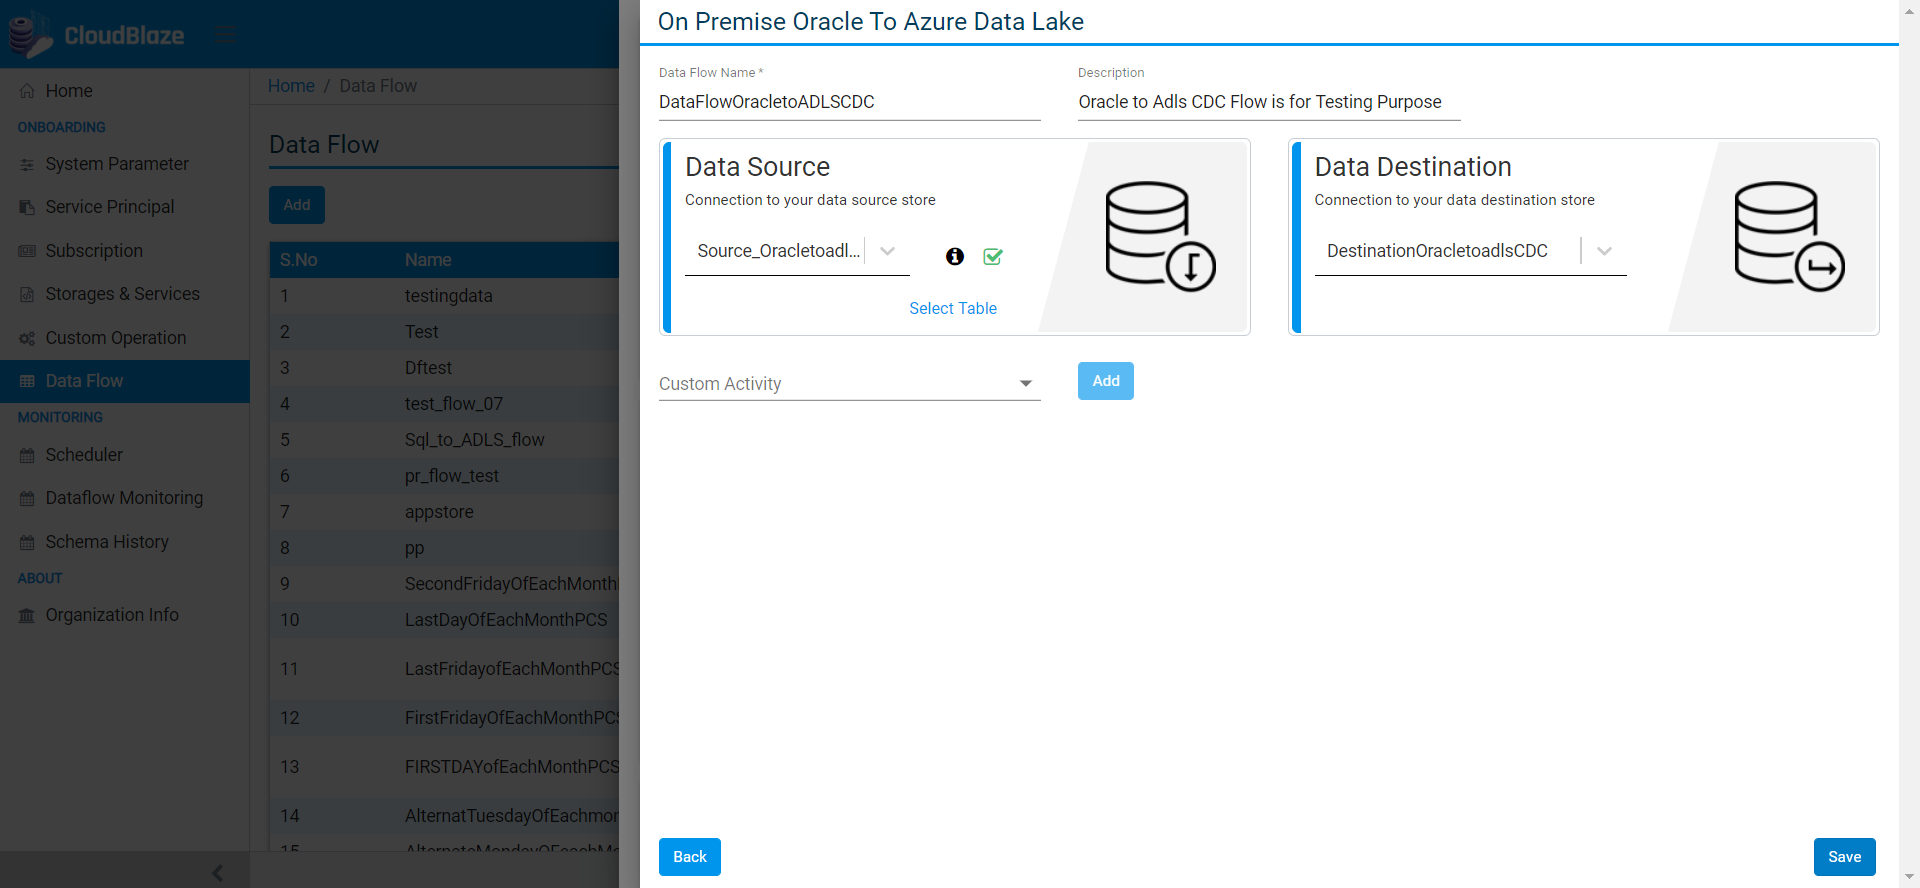 CloudBlaze
Home
ONBOARDING
System Parameter
Service Principal
Subscription
Storages & Services
Custom Operation
Data Flow
MONITORING
Scheduler
Dataflow Monitoring
Schema History
ABOUT
Organization Info
Home / Data Flow
Data Flow
Add
S.No Name
1 testingdata
2 Test
3 Dftest
4 test_flow_07
5 Sql_to_ADLS_flow
6 pr_flow_test
7 appstore
8 pp
9 SecondFridayOfEachMonth
10 LastDayOfEachMonthPCS
11 LastFridayofEachMonthPCS
12 FirstFridayOfEachMonthPCS
13 FIRSTDAYofEachMonthPCS
14 AlternatTuesdayOfEachmon
15
On Premise Oracle To Azure Data Lake
Data Flow Name *
DataFlowOracletoADLSCDC
Description
Oracle to Adls CDC Flow is for Testing Purpose
Data Source
Connection to your data source store
Source_Oracletoadl...
Select Table
Data Destination
Connection to your data destination store
DestinationOracletoadlsCDC
Custom Activity
Add
Back
Save